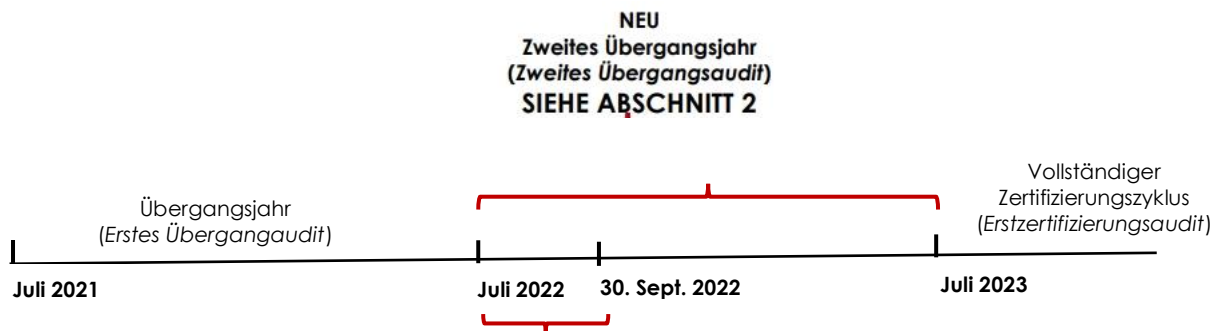 NEU
Zweites Übergangsjahr
(Zweites Übergangsaudit)
SIEHE ABSCHNITT 2
Übergangsjahr
(Erstes Übergangaudit)
Vollständiger
Zertifizierungszyklus
(Erstzertifizierungsaudit)
Juli 2021
Juli 2022
30. Sept. 2022
Juli 2023